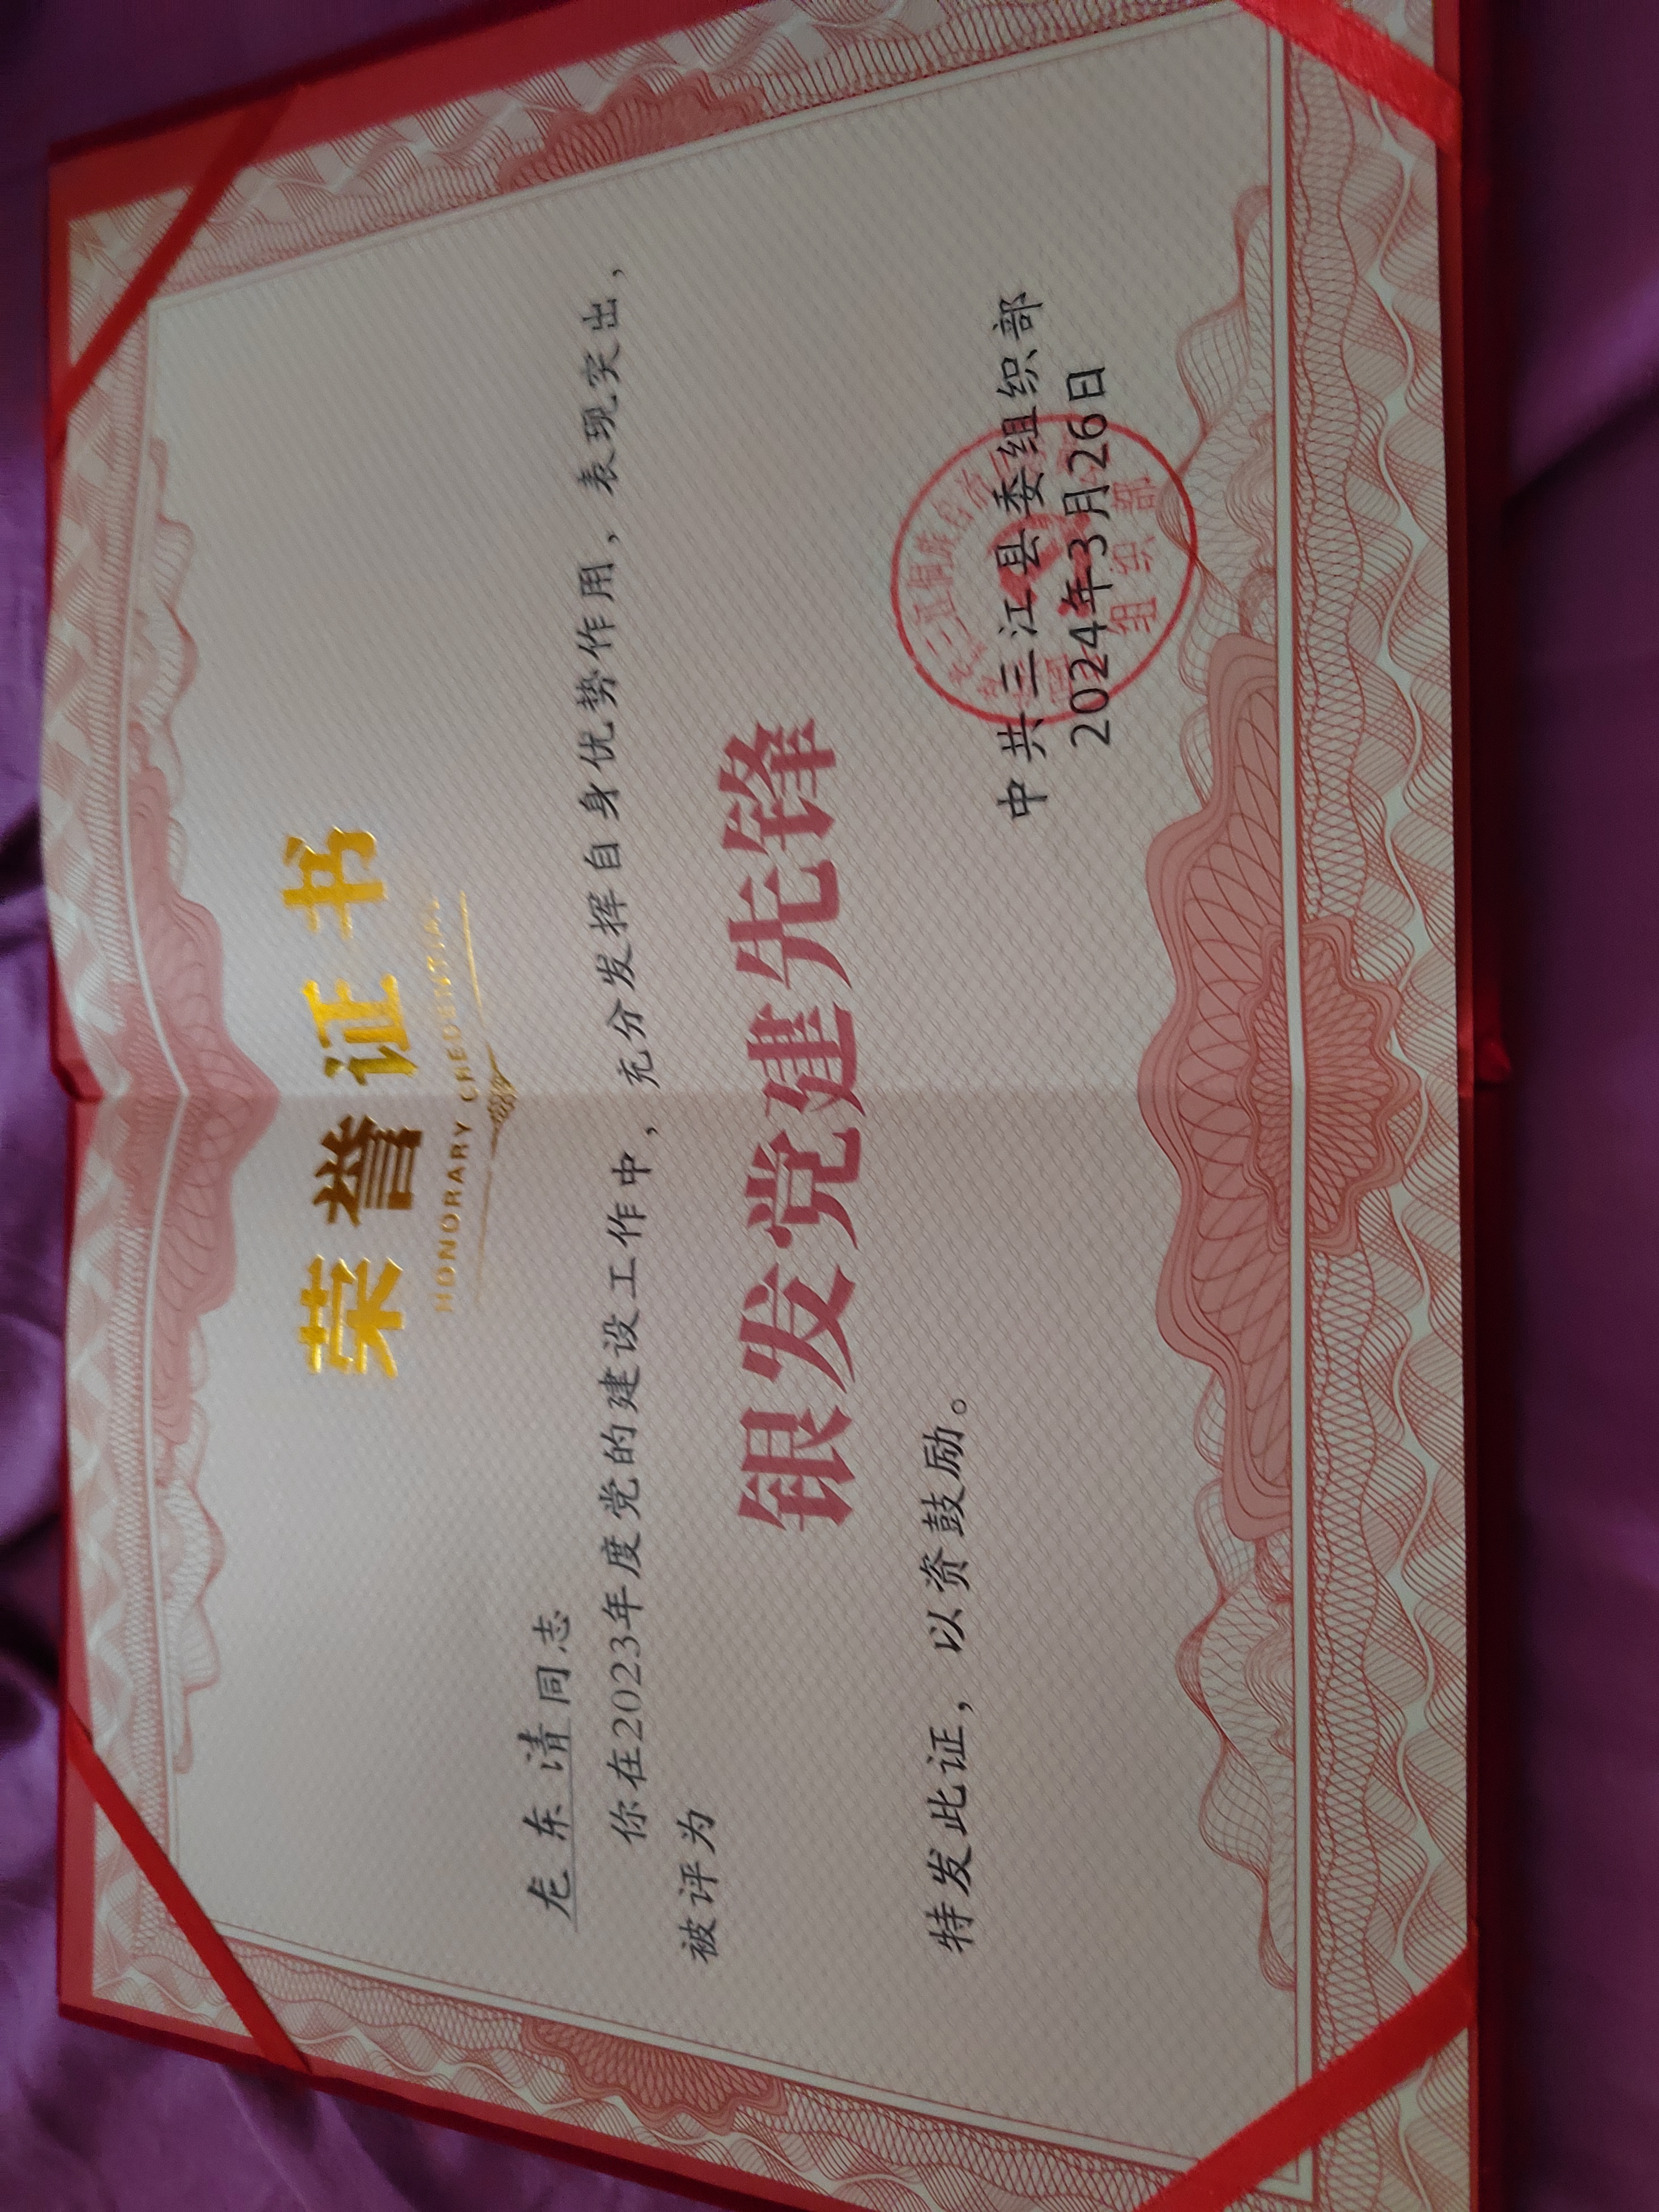 荣誉证书
HONORARY CREDENTIAL
龙东清同志
你在2023年度党的建设工作中，充分发挥自身优势作用，表现突出，
被评为
银发党建先锋
特发此证，以资鼓励。
中共三江县委组织部
2024年3月26日
组织部